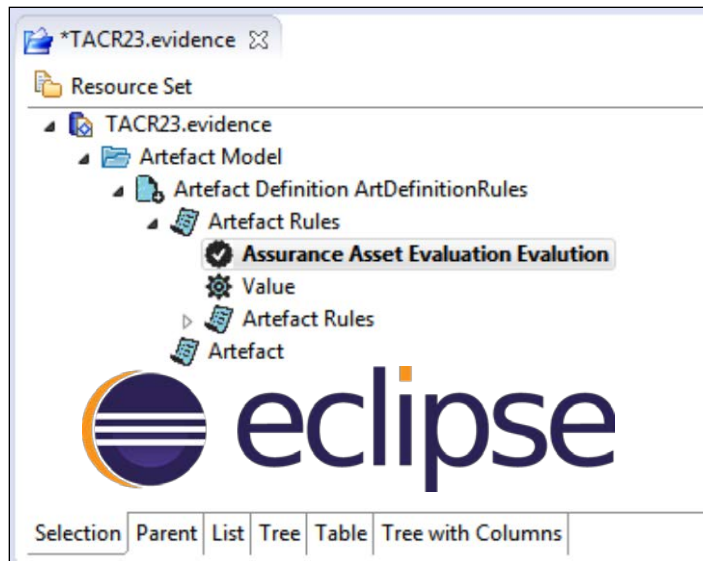 *TACR23.evidence
Resource Set
TACR23.evidence
Artefact Model
Artefact Definition ArtDefinitionRules
Artefact Rules
Assurance Asset Evaluation Evalution
Value
Artefact Rules
Artefact
eclipse
Selection Parent List Tree Table Tree with Columns